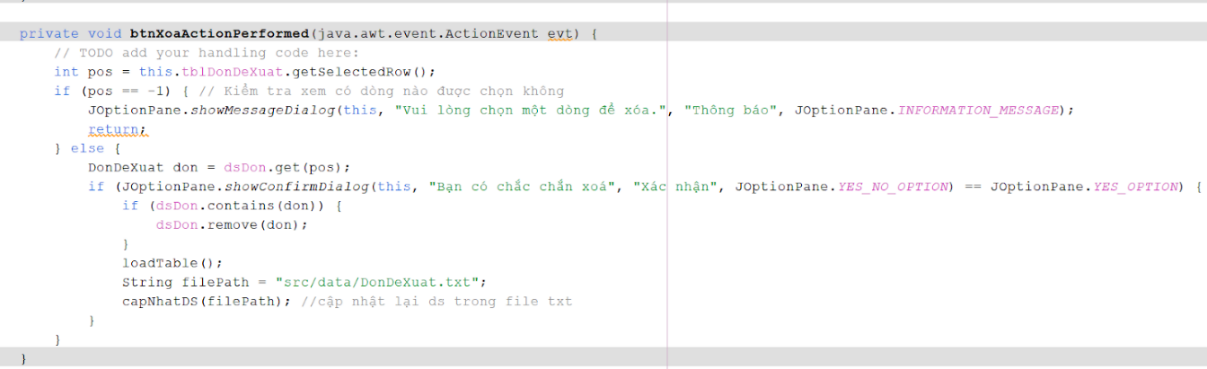 private void btnXoaActionPerformed(java.awt.event.ActionEvent evt) {
// TODO add your handling code here:
int pos = this.tblDonDeXuat.getSelectedRow();
if (pos == -1) { // Kiểm tra xem có dòng nào được chọn không
JOptionPane.showMessageDialog(this, "Vui lòng chọn một dòng để xóa.", "Thông báo", JOptionPane.INFORMATION_MESSAGE);
return;
} else {
DonDeXuat don = dsDon.get(pos);
if (JOptionPane.showConfirmDialog(this, "Bạn có chắc chắn xoá", "Xác nhận", JOptionPane.YES_NO_OPTION) == JOptionPane.YES_OPTION) {
if (dsDon.contains(don)) {
dsDon.remove(don);
}
loadTable();
String filePath = "src/data/DonDeXuat.txt";
capNhatDS(filePath); //cập nhật lại ds trong file txt
}
}
}